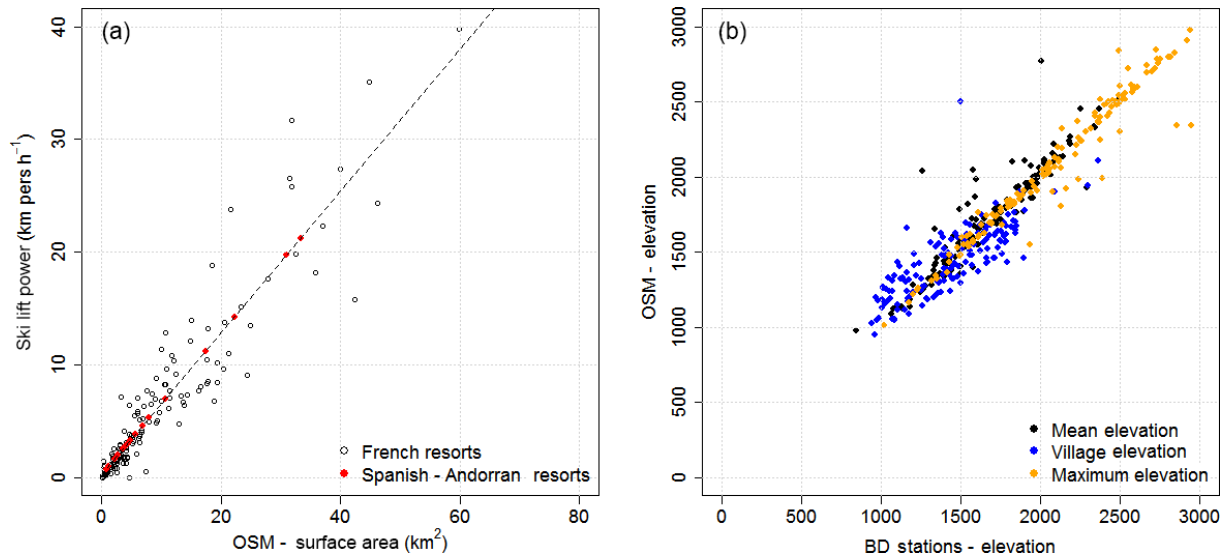 (a)
Ski lift power (km pers h⁻¹)
40
30
20
10
0
0 20 40 60 80
OSM - surface area (km²)
French resorts
Spanish - Andorran resorts
(b)
OSM - elevation
3000
2500
2000
1500
1000
500
0
0 500 1000 1500 2000 2500 3000
BD stations - elevation
Mean elevation
Village elevation
Maximum elevation